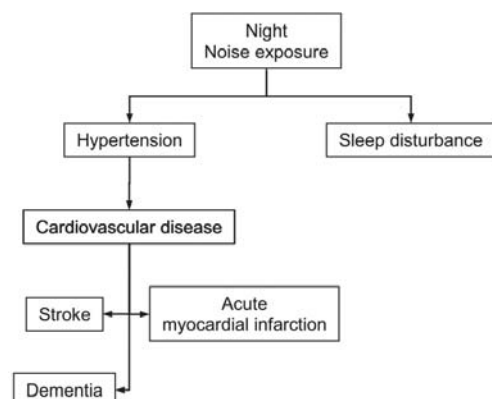 Night
Noise exposure
Hypertension
Sleep disturbance
Cardiovascular disease
Stroke
Acute
myocardial infarction
Dementia